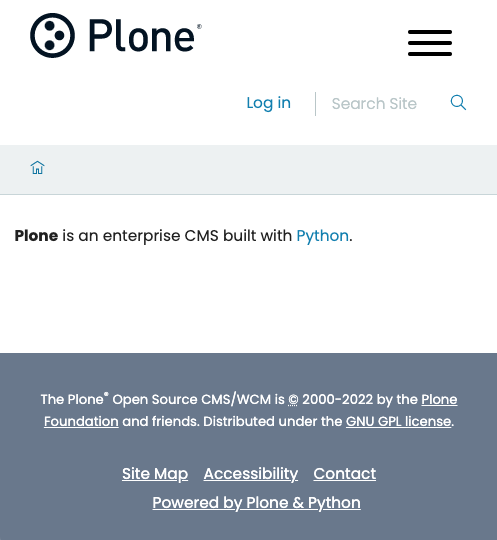 Plone®
Log in
Search Site
Plone is an enterprise CMS built with Python.
The Plone® Open Source CMS/WCM is © 2000-2022 by the Plone
Foundation and friends. Distributed under the GNU GPL license.
Site Map Accessibility Contact
Powered by Plone & Python